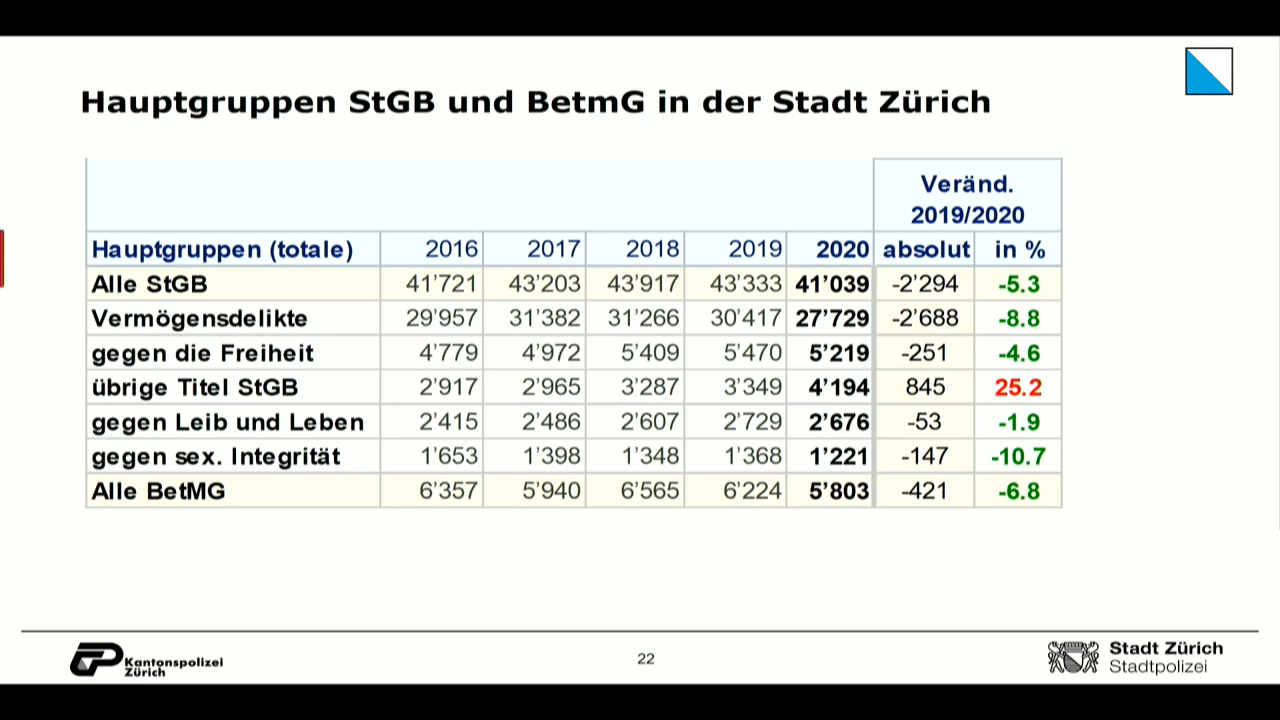 Hauptgruppen StGB und BetmG in der Stadt Zürich
Veränd.
2019/2020
Hauptgruppen (totale) 2016 2017 2018 2019 2020 absolut in %
Alle StGB 41’721 43’203 43’917 43’333 41’039 -2’294 -5.3
Vermögensdelikte 29’957 31’382 31’266 30’417 27’729 -2’688 -8.8
gegen die Freiheit 4’779 4’972 5’409 5’470 5’219 -251 -4.6
übrige Titel StGB 2’917 2’965 3’287 3’349 4’194 845 25.2
gegen Leib und Leben 2’415 2’486 2’607 2’729 2’676 -53 -1.9
gegen sex. Integrität 1’653 1’398 1’348 1’368 1’221 -147 -10.7
Alle BetMG 6’357 5’940 6’565 6’224 5’803 -421 -6.8
Kantonspolizei
Zürich
22
Stadt Zürich
Stadtpolizei